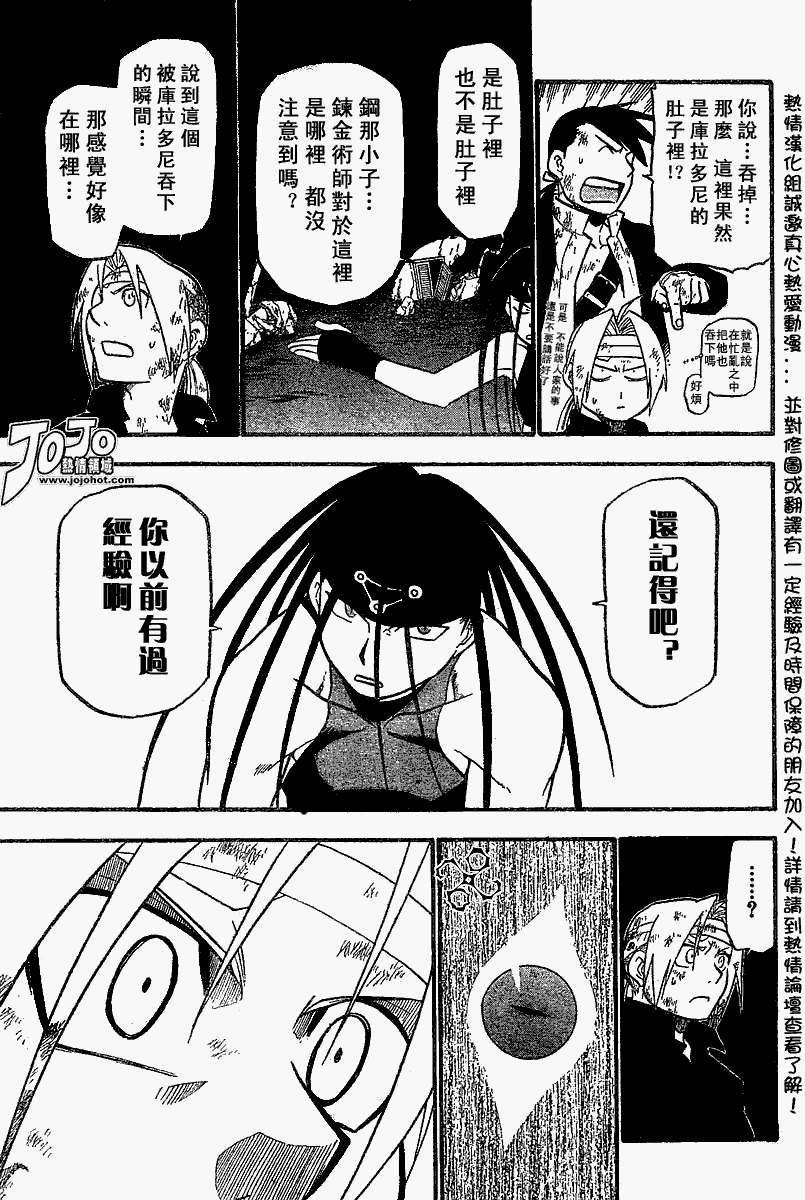 你說…吞掉…
那麼 這裡果然
是庫拉多尼的
肚子裡!?
就是說
在忙亂之中
把他也
吞下嗎
好煩
可是 不能說人家的事
還是不要講話好了
是肚子裡
也不是肚子裡
鋼那小子…
鍊金術師對於這裡
是哪裡 都沒
注意到嗎?
說到這個
被庫拉多尼吞下
的瞬間…
那感覺好像
在哪裡…
還記得吧?
你以前有過
經驗啊
……?
JOJO
熱情領域
www.jojohot.com
熱情漢化組誠邀真心熱愛動漫... 並對修圖或翻譯有一定經驗及時間保障的朋友加入!詳情請到熱情論壇查看了解!